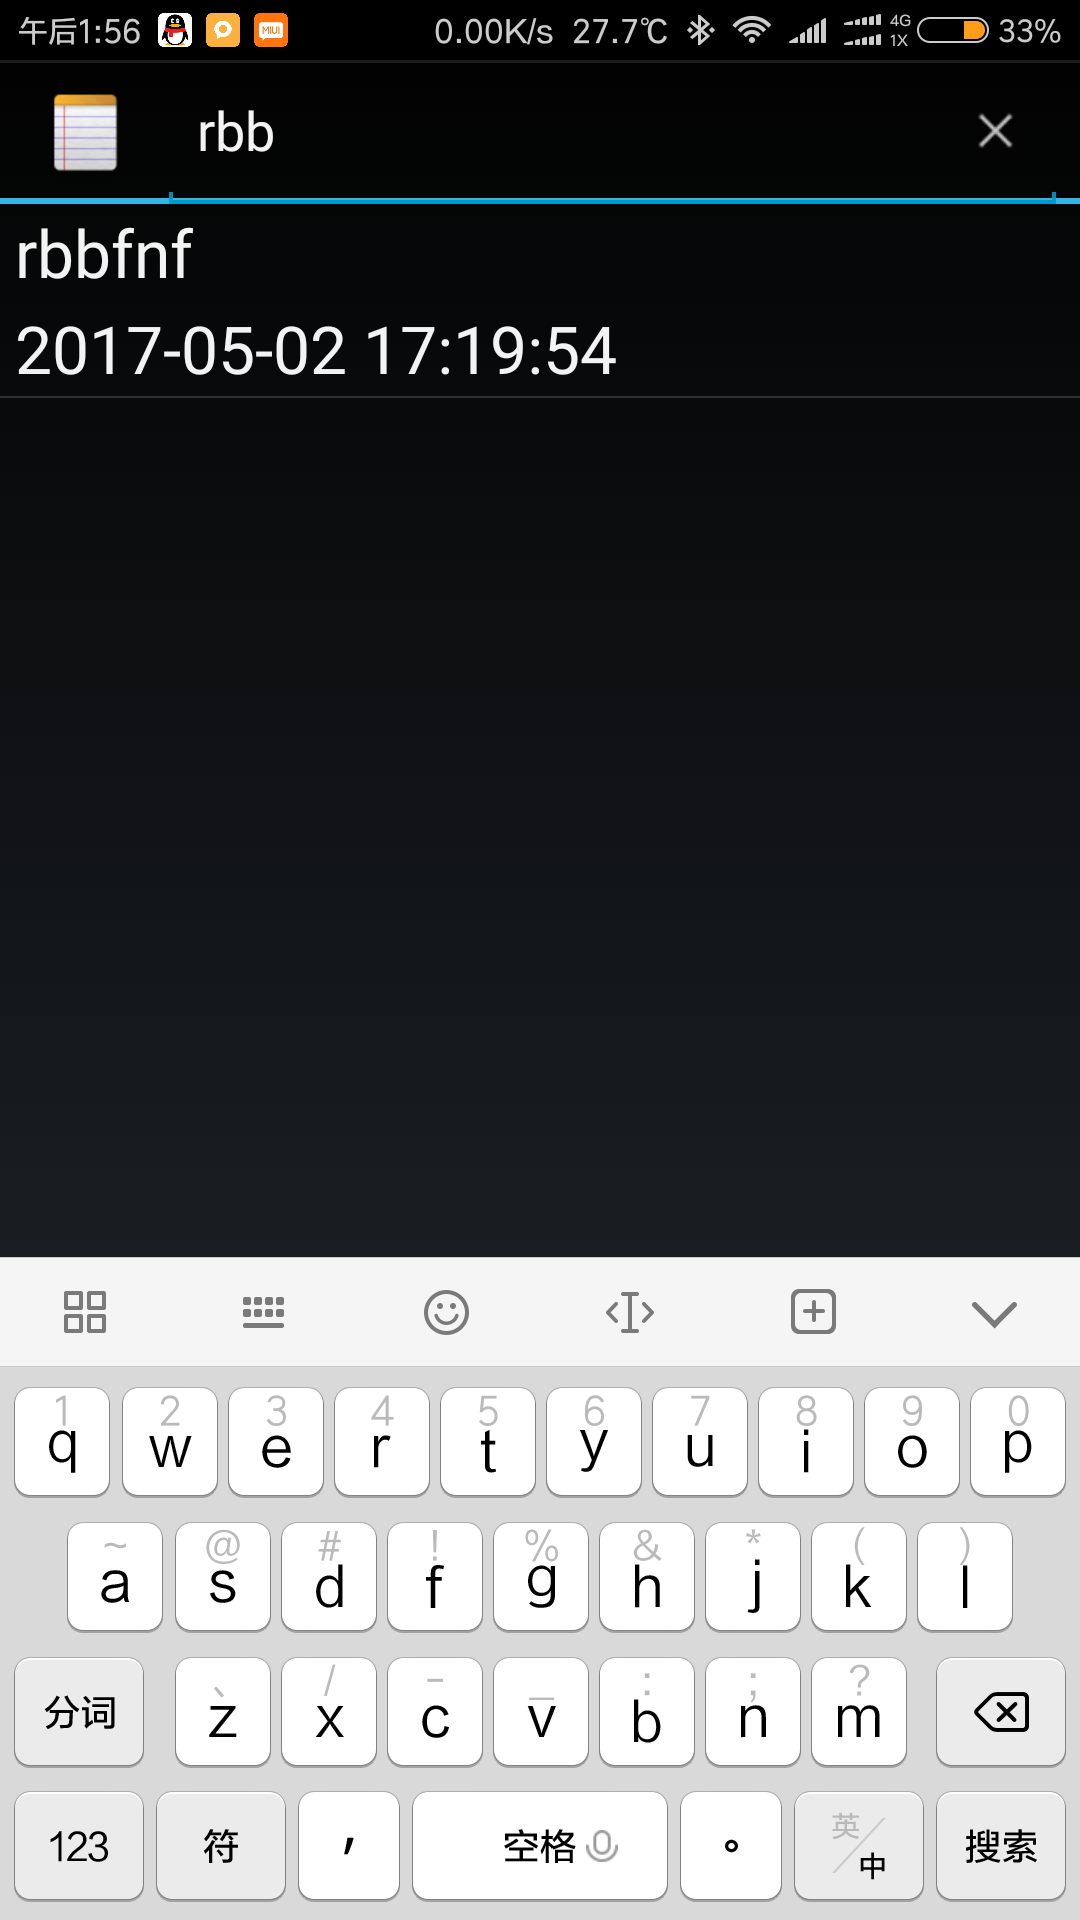 午后1:56 MIUI 0.00K/s 27.7℃ 4G 1X 33%
rbb
rbbfnf
2017-05-02 17:19:54
1 2 3 4 5 6 7 8 9 0
q w e r t y u i o p
~ @ # ! % & * ( )
a s d f g h j k l
、 / – _ : ; ?
分词 z x c v b n m
123 符 ， 空格 。 英/中 搜索